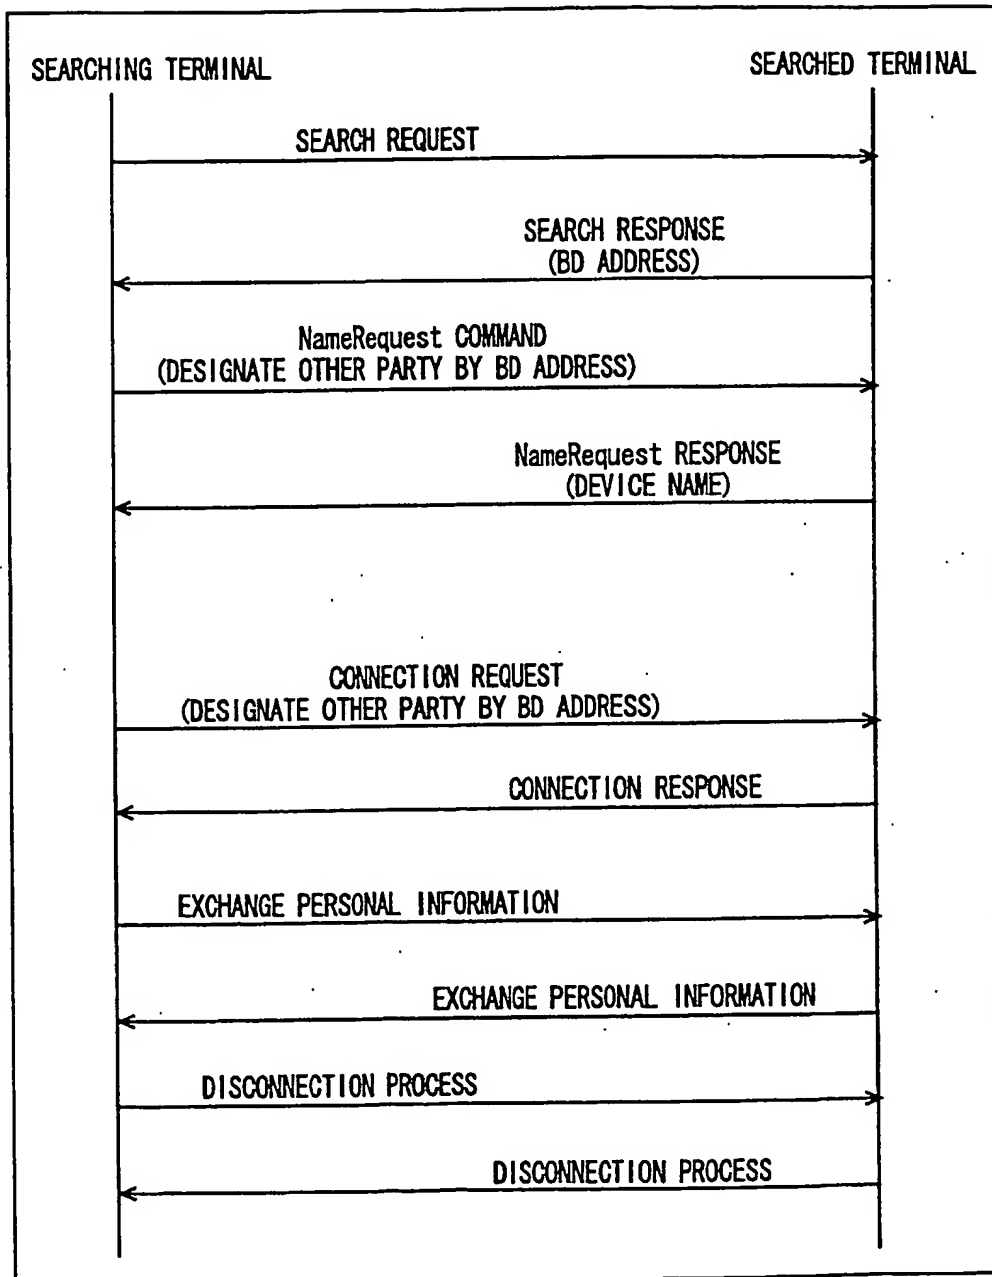 SEARCHING TERMINAL
SEARCHED TERMINAL
SEARCH REQUEST
SEARCH RESPONSE
(BD ADDRESS)
NameRequest COMMAND
(DESIGNATE OTHER PARTY BY BD ADDRESS)
NameRequest RESPONSE
(DEVICE NAME)
CONNECTION REQUEST
(DESIGNATE OTHER PARTY BY BD ADDRESS)
CONNECTION RESPONSE
EXCHANGE PERSONAL INFORMATION
EXCHANGE PERSONAL INFORMATION
DISCONNECTION PROCESS
DISCONNECTION PROCESS